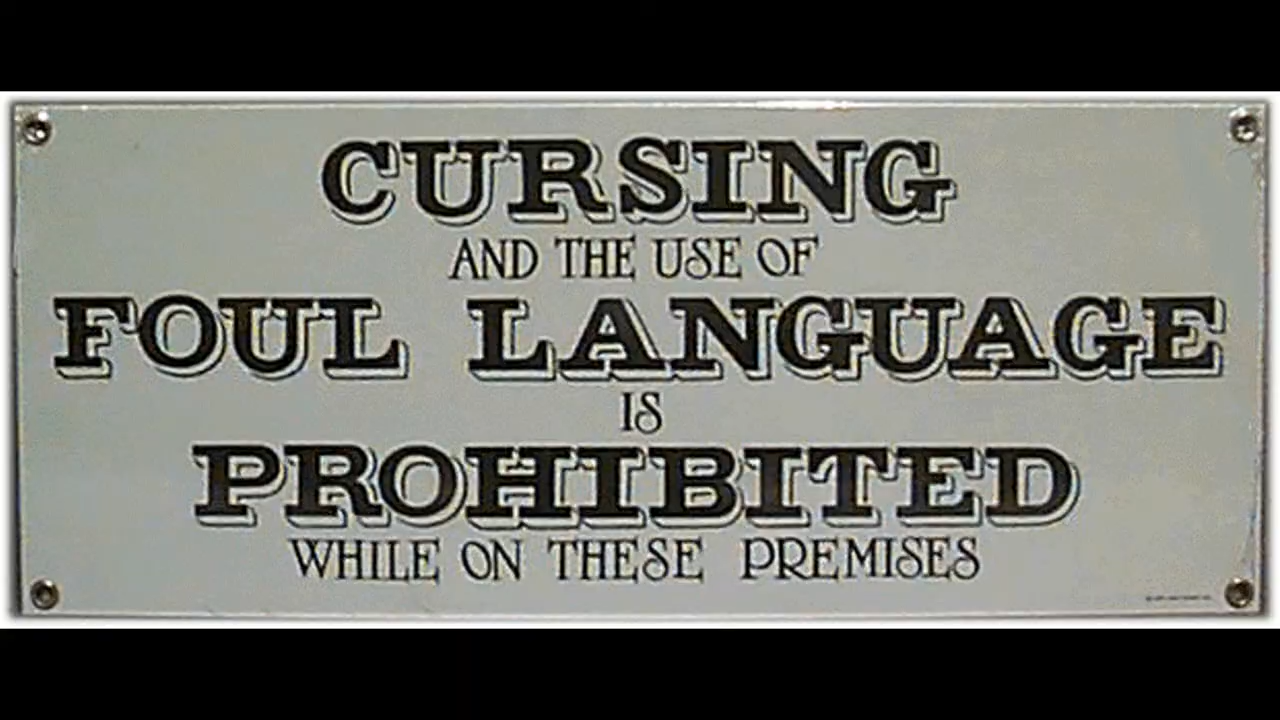 CURSING
AND THE USE OF
FOUL LANGUAGE
IS
PROHIBITED
WHILE ON THESE PREMISES